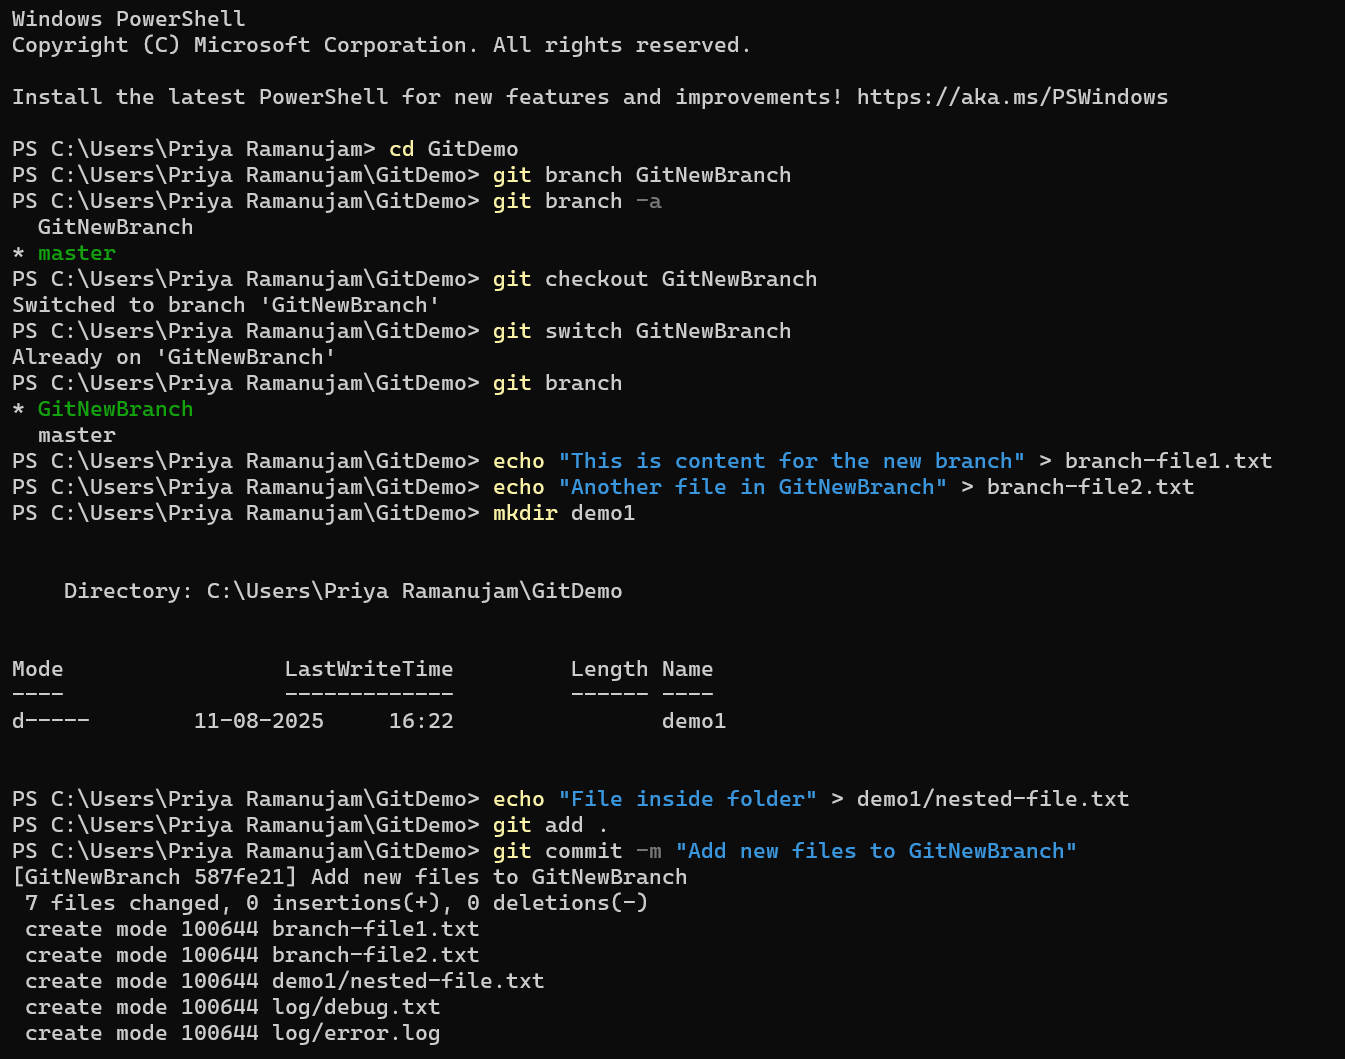 Windows PowerShell
Copyright (C) Microsoft Corporation. All rights reserved.
Install the latest PowerShell for new features and improvements! https://aka.ms/PSWindows
PS C:\Users\Priya Ramanujam> cd GitDemo
PS C:\Users\Priya Ramanujam\GitDemo> git branch GitNewBranch
PS C:\Users\Priya Ramanujam\GitDemo> git branch -a
  GitNewBranch
* master
PS C:\Users\Priya Ramanujam\GitDemo> git checkout GitNewBranch
Switched to branch 'GitNewBranch'
PS C:\Users\Priya Ramanujam\GitDemo> git switch GitNewBranch
Already on 'GitNewBranch'
PS C:\Users\Priya Ramanujam\GitDemo> git branch
* GitNewBranch
  master
PS C:\Users\Priya Ramanujam\GitDemo> echo "This is content for the new branch" > branch-file1.txt
PS C:\Users\Priya Ramanujam\GitDemo> echo "Another file in GitNewBranch" > branch-file2.txt
PS C:\Users\Priya Ramanujam\GitDemo> mkdir demo1
    Directory: C:\Users\Priya Ramanujam\GitDemo
Mode                 LastWriteTime         Length Name
----                 -------------         ------ ----
d-----        11-08-2025     16:22                demo1
PS C:\Users\Priya Ramanujam\GitDemo> echo "File inside folder" > demo1/nested-file.txt
PS C:\Users\Priya Ramanujam\GitDemo> git add .
PS C:\Users\Priya Ramanujam\GitDemo> git commit -m "Add new files to GitNewBranch"
[GitNewBranch 587fe21] Add new files to GitNewBranch
 7 files changed, 0 insertions(+), 0 deletions(-)
 create mode 100644 branch-file1.txt
 create mode 100644 branch-file2.txt
 create mode 100644 demo1/nested-file.txt
 create mode 100644 log/debug.txt
 create mode 100644 log/error.log